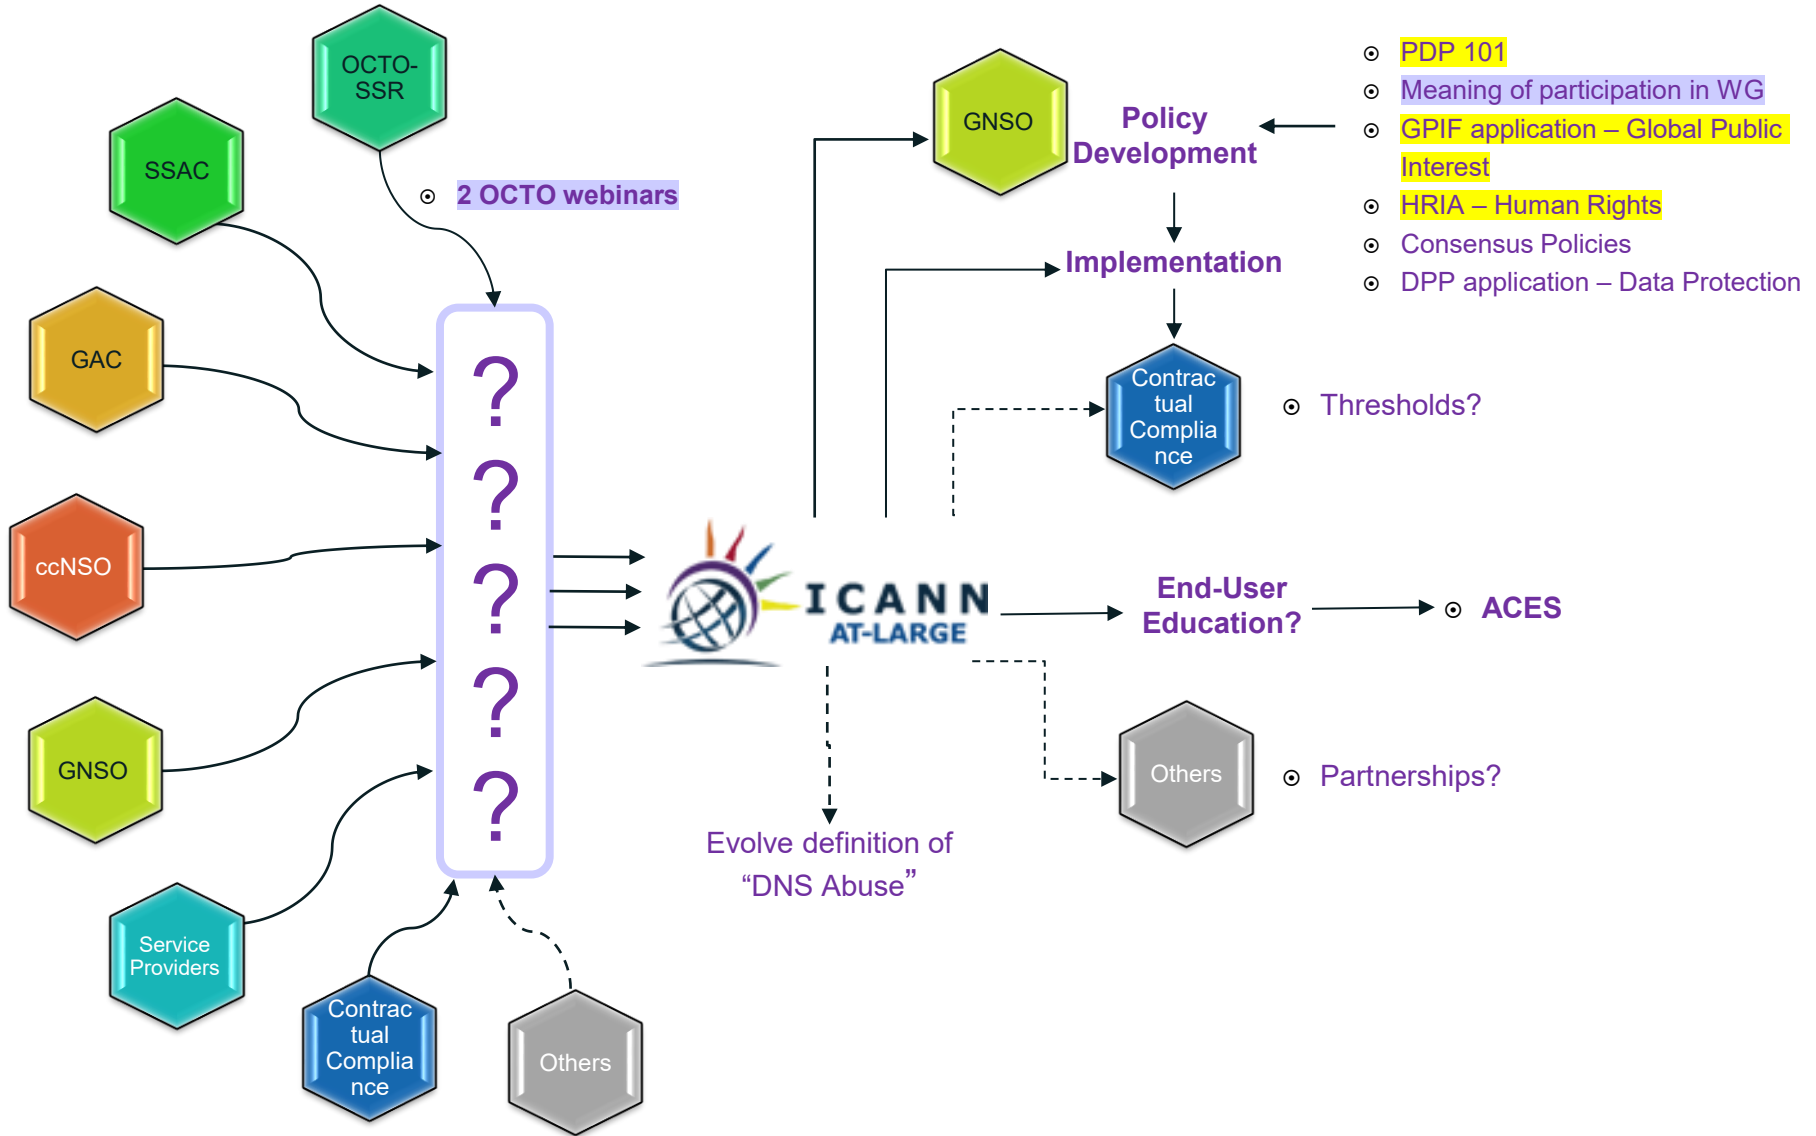 OCTO-
SSR
SSAC
2 OCTO webinars
GAC
ccNSO
GNSO
Service
Providers
Contrac
tual
Complia
nce
Others
?
?
?
?
?
ICANN
AT-LARGE
Evolve definition of
“DNS Abuse”
GNSO
Policy
Development
PDP 101
Meaning of participation in WG
GPIF application – Global Public
Interest
HRIA – Human Rights
Consensus Policies
DPP application – Data Protection
Implementation
Contrac
tual
Complia
nce
Thresholds?
End-User
Education?
ACES
Others
Partnerships?